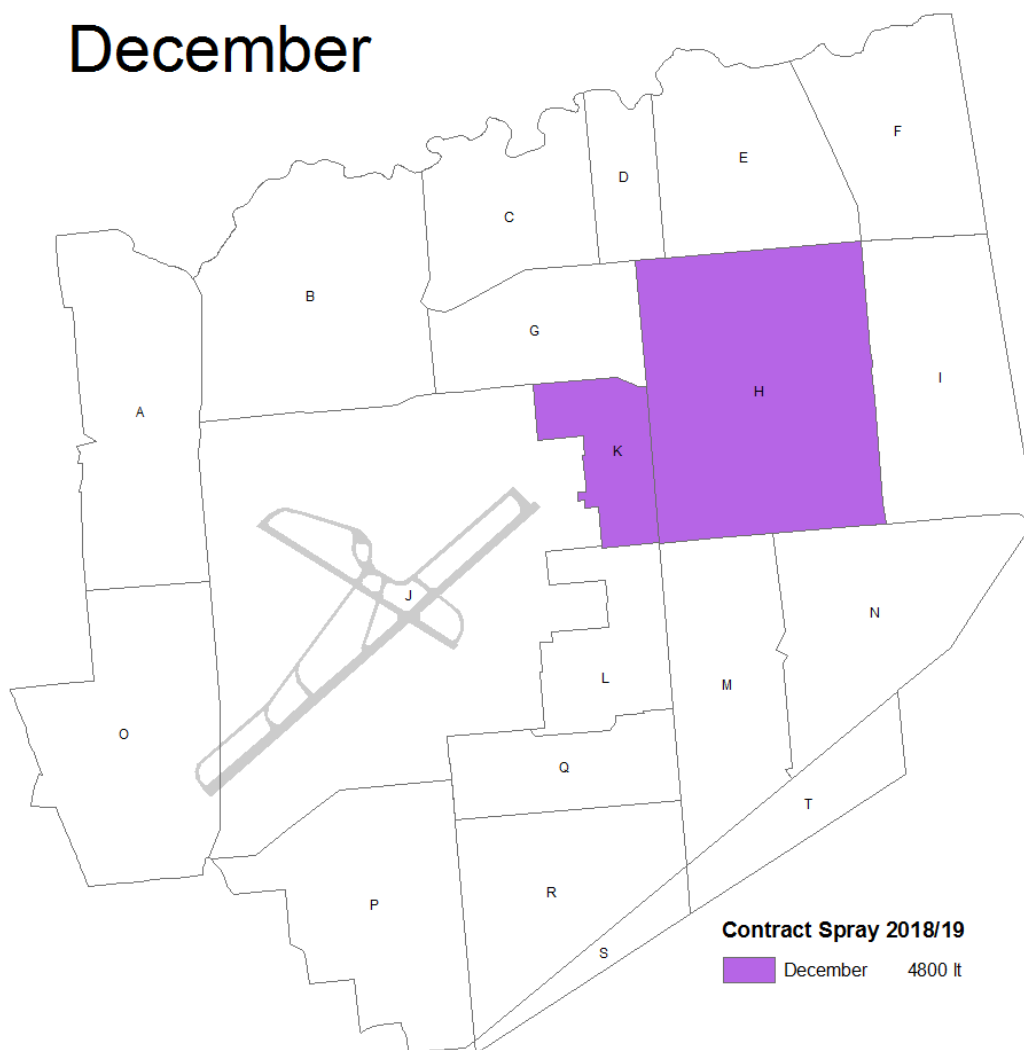 December
F
E
D
C
B
G
I
H
A
K
J
N
L
M
O
Q
T
R
P
S
Contract Spray 2018/19
December 4800 lt